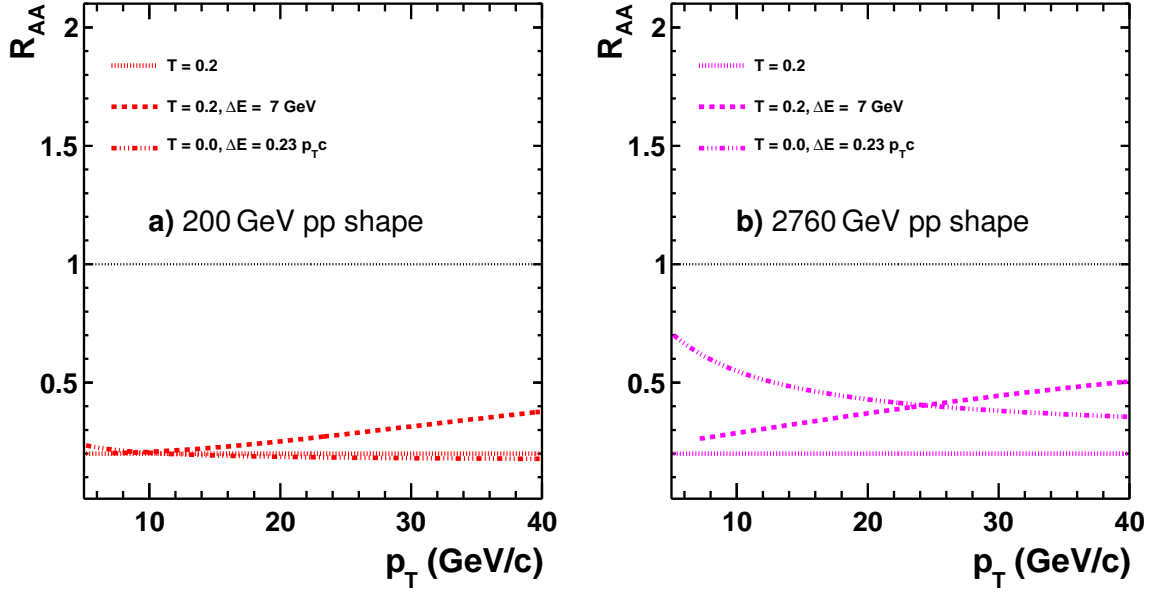 R_AA
2
1.5
1
0.5
T = 0.2
T = 0.2, ΔE = 7 GeV
T = 0.0, ΔE = 0.23 p_T c
a) 200 GeV pp shape
10 20 30 40
p_T (GeV/c)
R_AA
2
1.5
1
0.5
T = 0.2
T = 0.2, ΔE = 7 GeV
T = 0.0, ΔE = 0.23 p_T c
b) 2760 GeV pp shape
10 20 30 40
p_T (GeV/c)